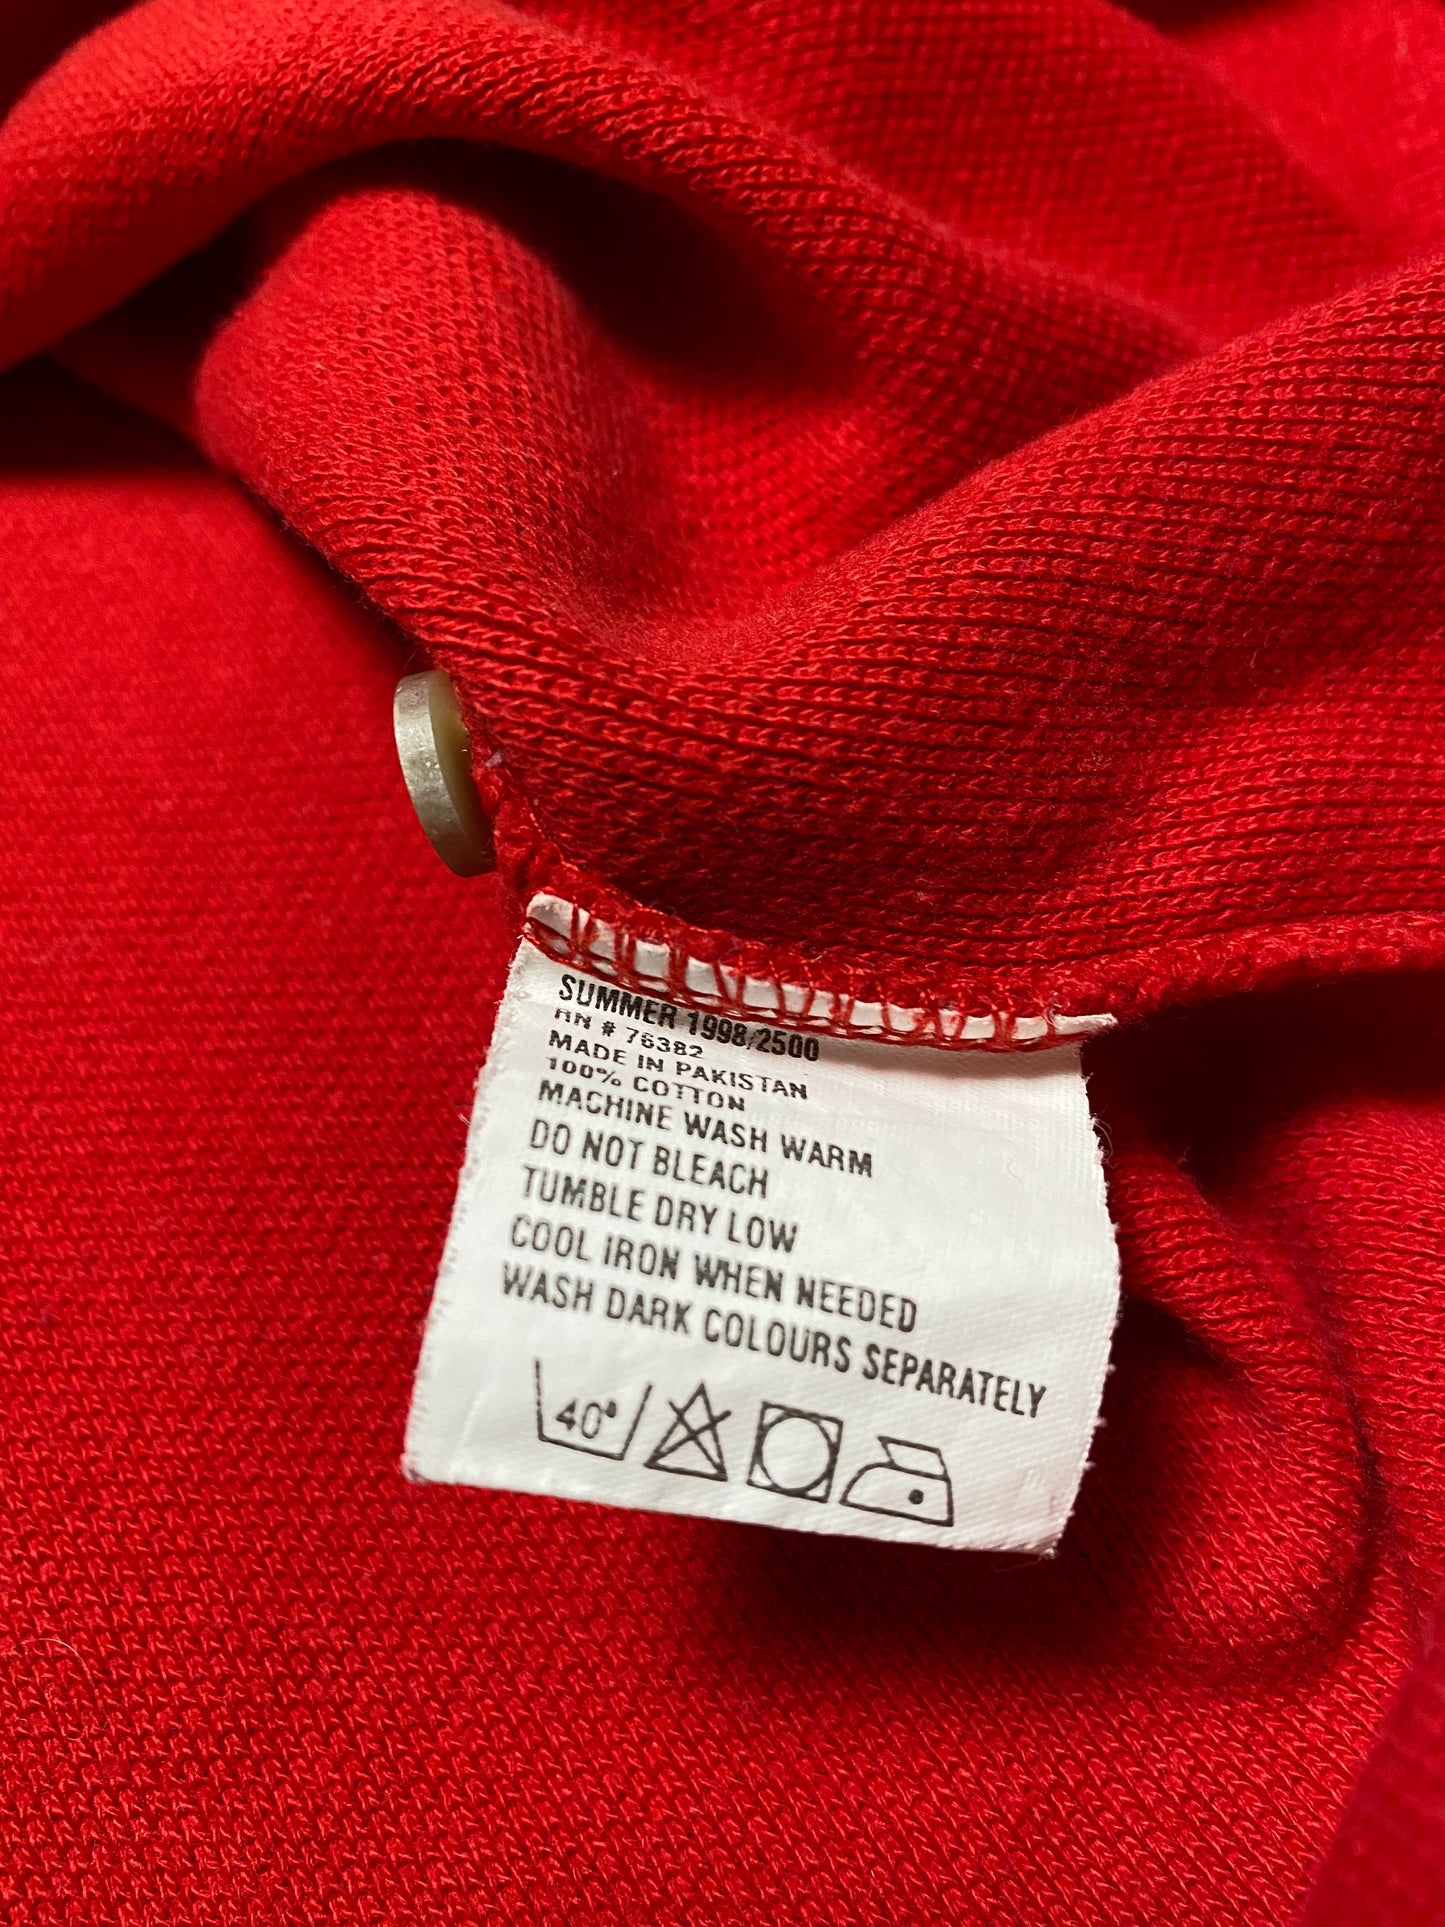 SUMMER 1998/2500
RN # 76382
MADE IN PAKISTAN
100% COTTON
MACHINE WASH WARM
DO NOT BLEACH
TUMBLE DRY LOW
COOL IRON WHEN NEEDED
WASH DARK COLOURS SEPARATELY
40°